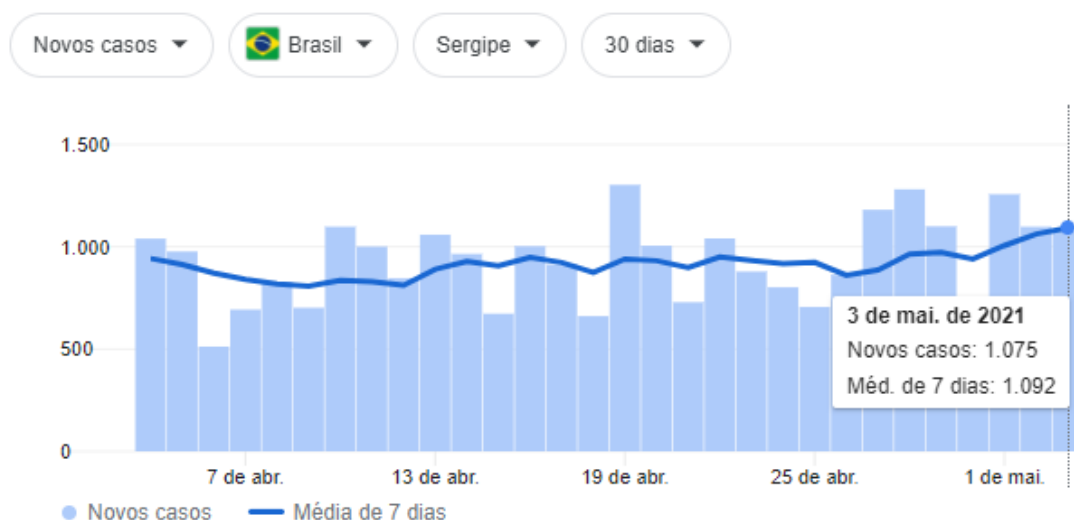 Novos casos Brasil Sergipe 30 dias
1.500
1.000
500
0
3 de mai. de 2021
Novos casos: 1.075
Méd. de 7 dias: 1.092
7 de abr. 13 de abr. 19 de abr. 25 de abr. 1 de mai.
Novos casos Média de 7 dias